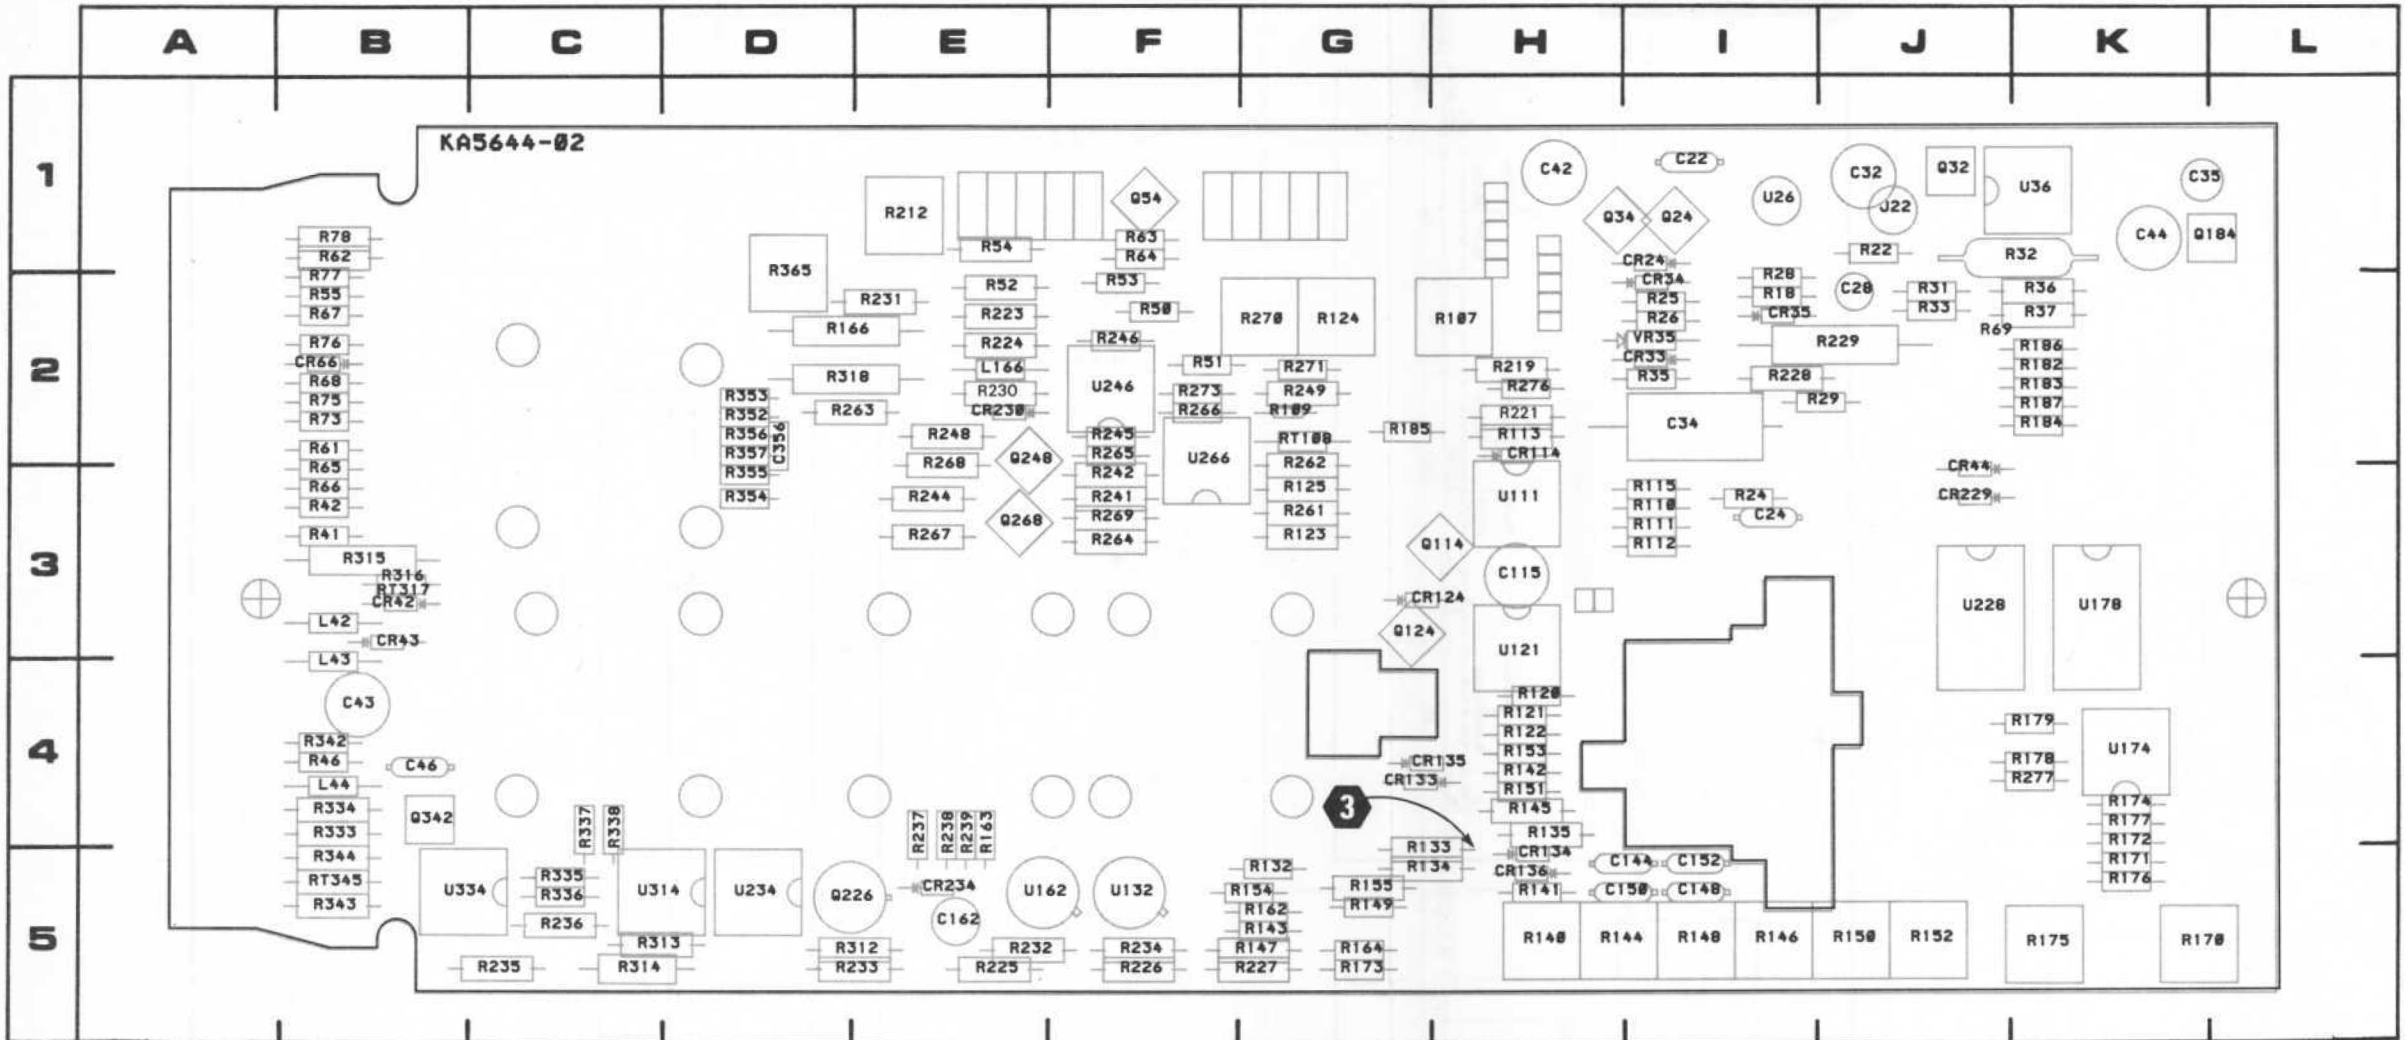 A B C D E F G H I J K L
1
KA5644-02
C42 C22 C32 Q32 U36 C35
R212 Q54 Q34 Q24 U26 J22
R78 R54 R63 C44 Q184
R62 R64 R22 R32
R365 CR24
2
R77 R53 CR34 R28
R55 R231 R52 R25 R18 C28 R31 R36
R67 R223 R50 R270 R124 R107 R26 CR35 R33 R37
R166 R69
R76 R224 R246 VR35 R229 R186
CR66 L166 R51 R271 R219 CR33 R182
R68 R318 U246 R276 R35 R228 R183
R75 R353 R230 R273 R249 R29 R187
R73 R352 R263 CR230 R266 R109 R221 C34 R184
R356 C356 R248 R245 R185 R113
R61 R357 Q248 R265 U266 RT108 CR114
3
R65 R355 R268 R242 R262 CR44
R66 R354 R244 R241 R125 U111 R115 R24 CR229
R42 Q268 R269 R261 R110 C24
R41 R267 R264 R123 Q114 R111
R315 R112
R316 C115
RT317
CR42 CR124 U228 U178
L42 Q124
CR43 U121
L43
4
C43 R120
R121 R179
R342 R122 U174
R46 C46 CR135 R153 R178
L44 CR133 R142 R277
R334 Q342 R337 R338 R237 R238 R239 R163 3 R151 R174
R333 R145 R177
R135 R172
5
R344 R133 CR134 C144 C152 R171
RT345 U334 R335 U314 U234 Q226 CR234 U162 U132 R132 R134 CR136 R176
R343 R336 R154 R155 R141 C150 C148
R236 C162 R162 R149
R313 R312 R232 R234 R143 R140 R144 R148 R146 R150 R152 R175 R170
R147 R164
R235 R314 R233 R225 R226 R227 R173